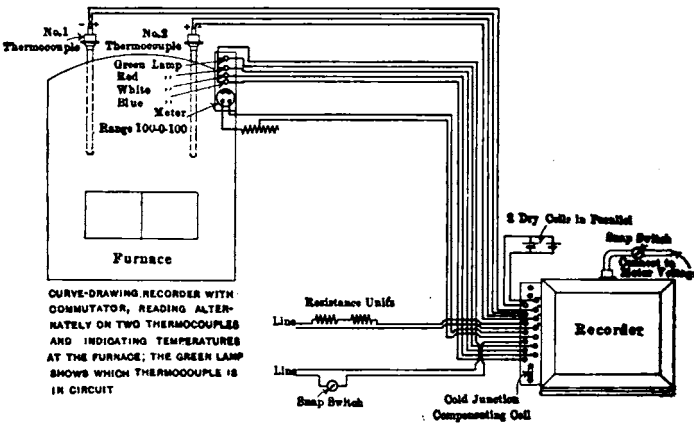 No.1
Thermocouple
- +
No.2
Thermocouple
+ -
Green Lamp
Red "
White "
Blue "
Meter
Range 100-0-100
Furnace
CURVE-DRAWING RECORDER WITH
COMMUTATOR, READING ALTER-
NATELY ON TWO THERMOCOUPLES
AND INDICATING TEMPERATURES
AT THE FURNACE; THE GREEN LAMP
SHOWS WHICH THERMOCOUPLE IS
IN CIRCUIT
Resistance Units
Line
Line
Snap Switch
2 Dry Cells in Parallel
Snap Switch
Connect to
Motor Voltage
Recorder
Cold Junction
Compensating Coil